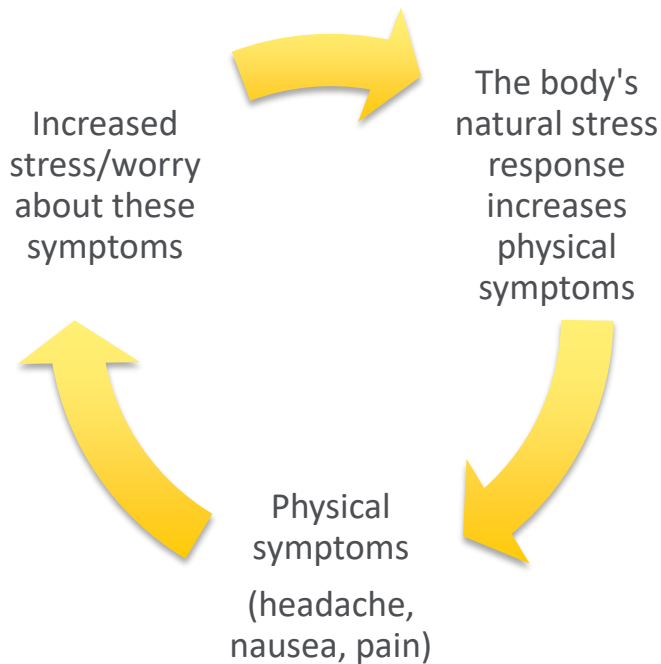 Increased
stress/worry
about these
symptoms
The body's
natural stress
response
increases
physical
symptoms
Physical
symptoms
(headache,
nausea, pain)